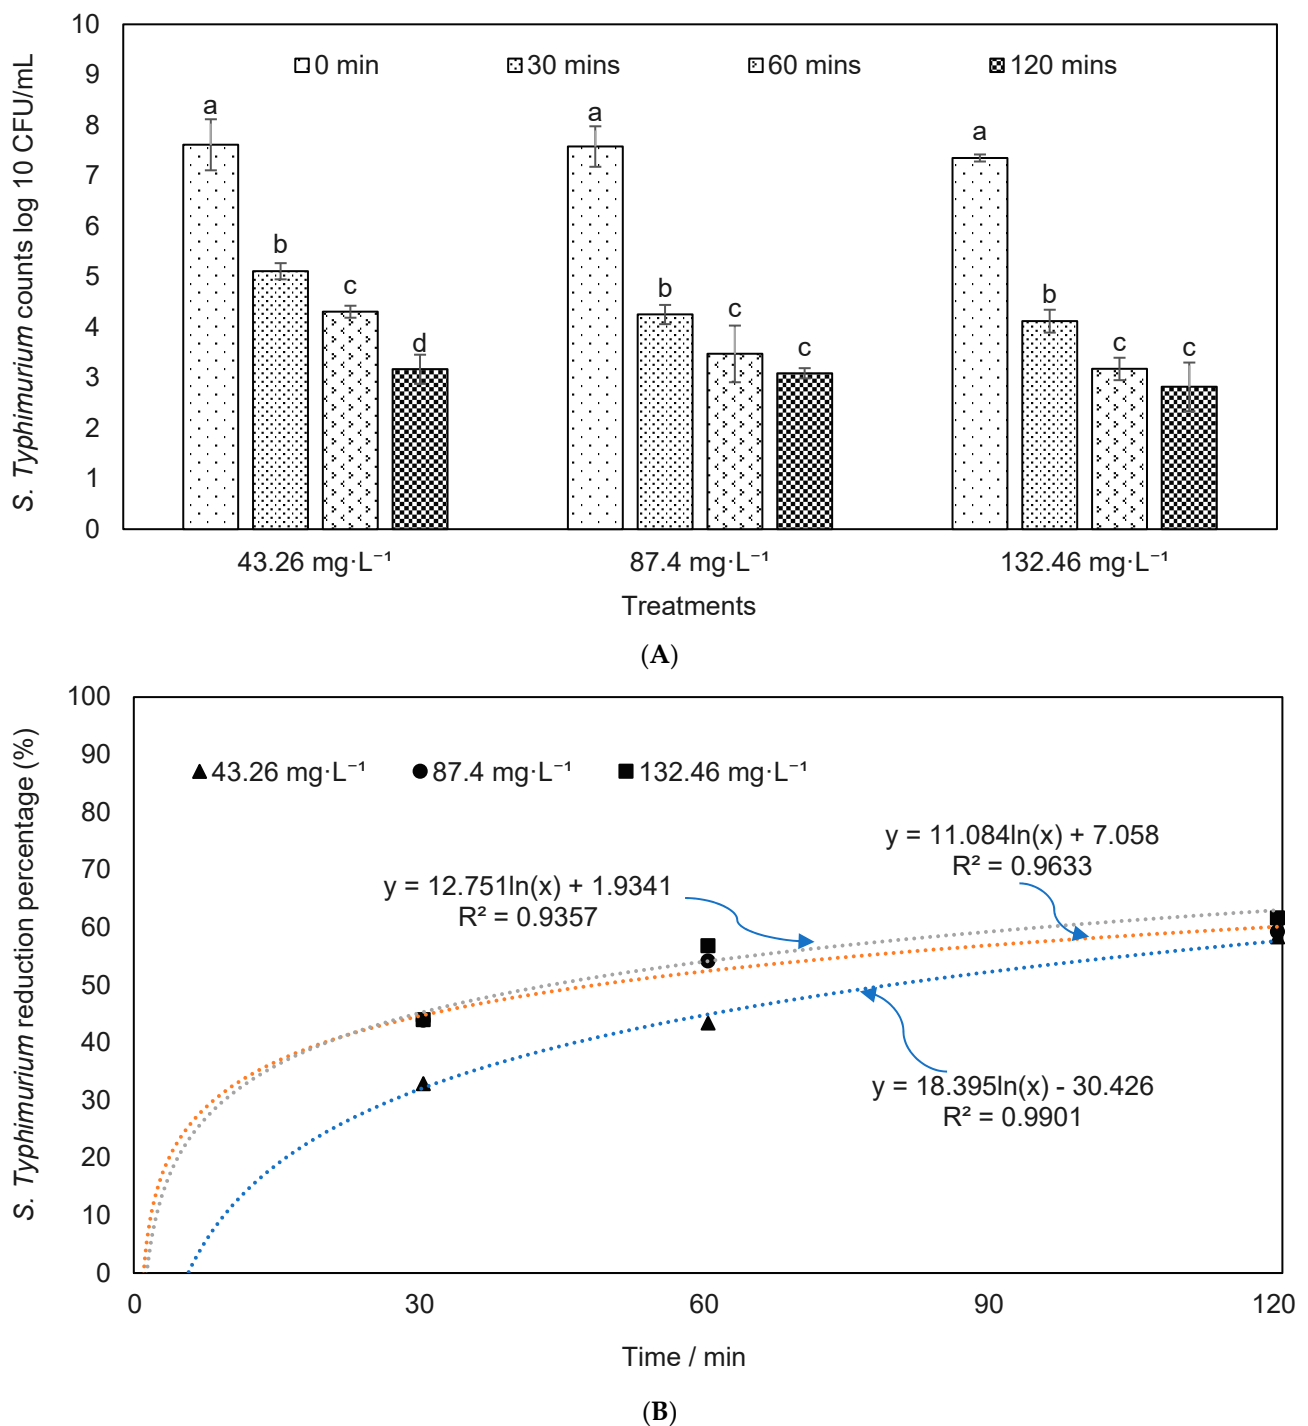 S. Typhimurium counts log 10 CFU/mL
10
9
8
7
6
5
4
3
2
1
0
0 min 30 mins 60 mins 120 mins
a b c d
a b c c
a b c c
43.26 mg·L⁻¹ 87.4 mg·L⁻¹ 132.46 mg·L⁻¹
Treatments
(A)
S. Typhimurium reduction percentage (%)
100
90
80
70
60
50
40
30
20
10
0
43.26 mg·L⁻¹ 87.4 mg·L⁻¹ 132.46 mg·L⁻¹
y = 11.084ln(x) + 7.058
R² = 0.9633
y = 12.751ln(x) + 1.9341
R² = 0.9357
y = 18.395ln(x) - 30.426
R² = 0.9901
0 30 60 90 120
Time / min
(B)